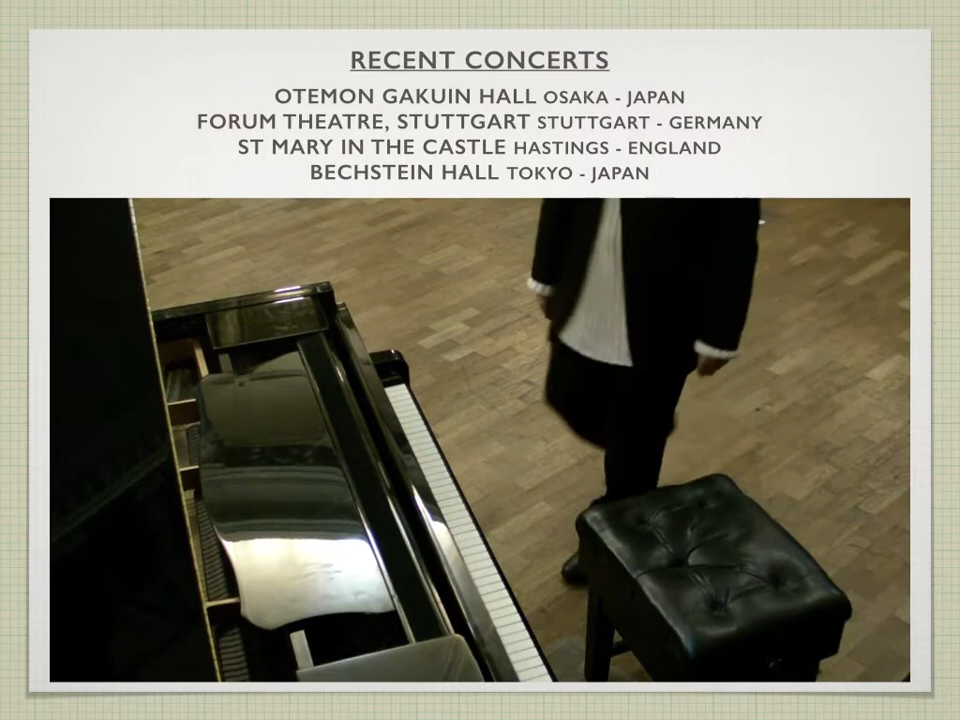 RECENT CONCERTS
OTEMON GAKUIN HALL OSAKA - JAPAN
FORUM THEATRE, STUTTGART STUTTGART - GERMANY
ST MARY IN THE CASTLE HASTINGS - ENGLAND
BECHSTEIN HALL TOKYO - JAPAN